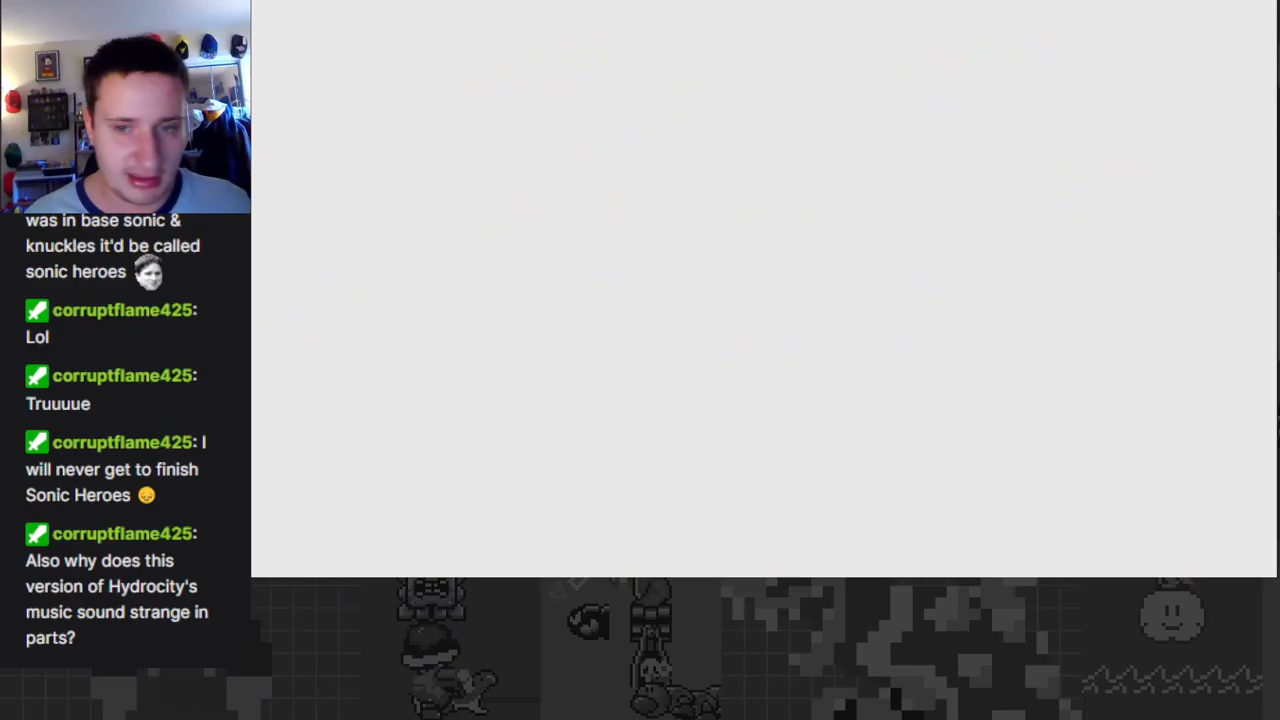 was in base sonic &
knuckles it'd be called
sonic heroes
corruptflame425:
Lol
corruptflame425:
Truuuue
corruptflame425: I
will never get to finish
Sonic Heroes 😞
corruptflame425:
Also why does this
version of Hydrocity's
music sound strange in
parts?